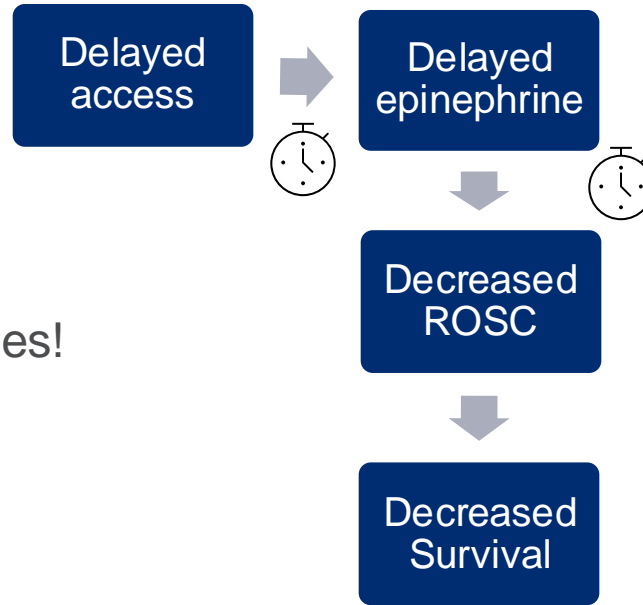 Delayed
access
Delayed
epinephrine
Decreased
ROSC
es!
Decreased
Survival